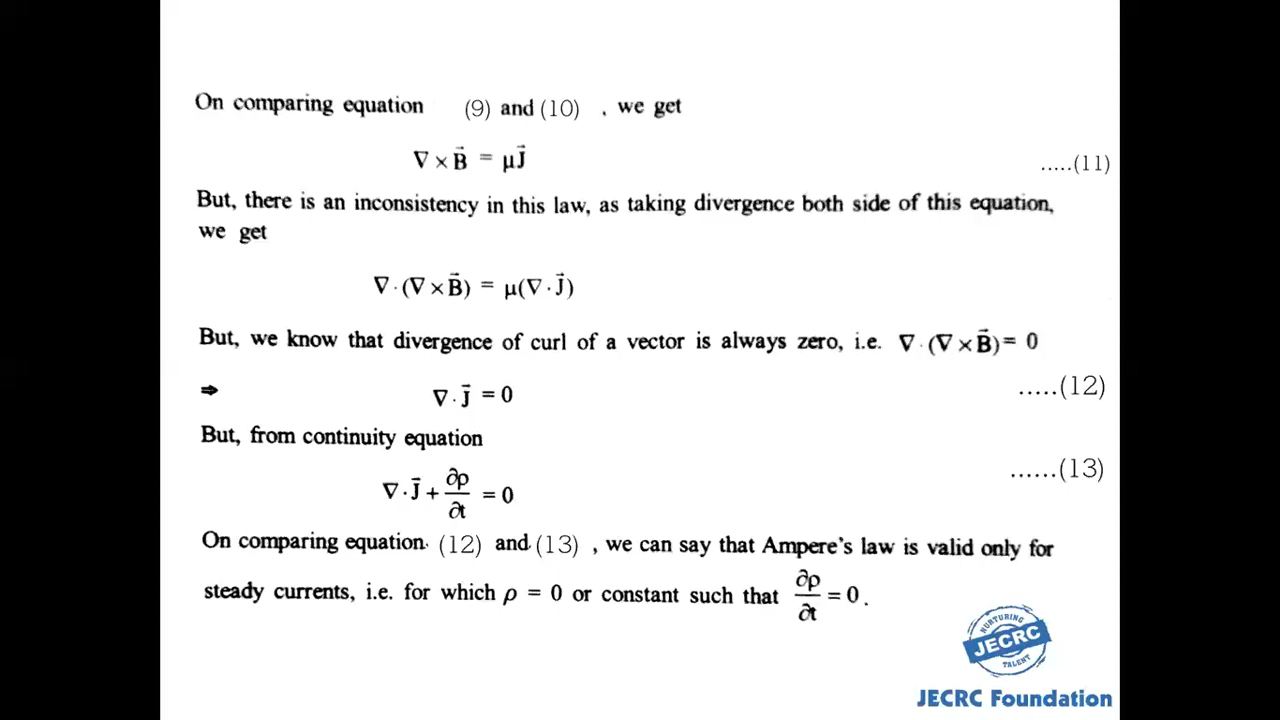 On comparing equation (9) and (10) , we get
∇ × B⃗ = μJ⃗ .....(11)
But, there is an inconsistency in this law, as taking divergence both side of this equation,
we get
∇ · (∇ × B⃗) = μ(∇ · J⃗)
But, we know that divergence of curl of a vector is always zero, i.e. ∇ · (∇ × B⃗) = 0
⇒ ∇ · J⃗ = 0 .....(12)
But, from continuity equation
∇ · J⃗ + ∂ρ/∂t = 0 ......(13)
On comparing equation (12) and (13) , we can say that Ampere's law is valid only for
steady currents, i.e. for which ρ = 0 or constant such that ∂ρ/∂t = 0 .
NURTURING
JECRC
TALENT
JECRC Foundation